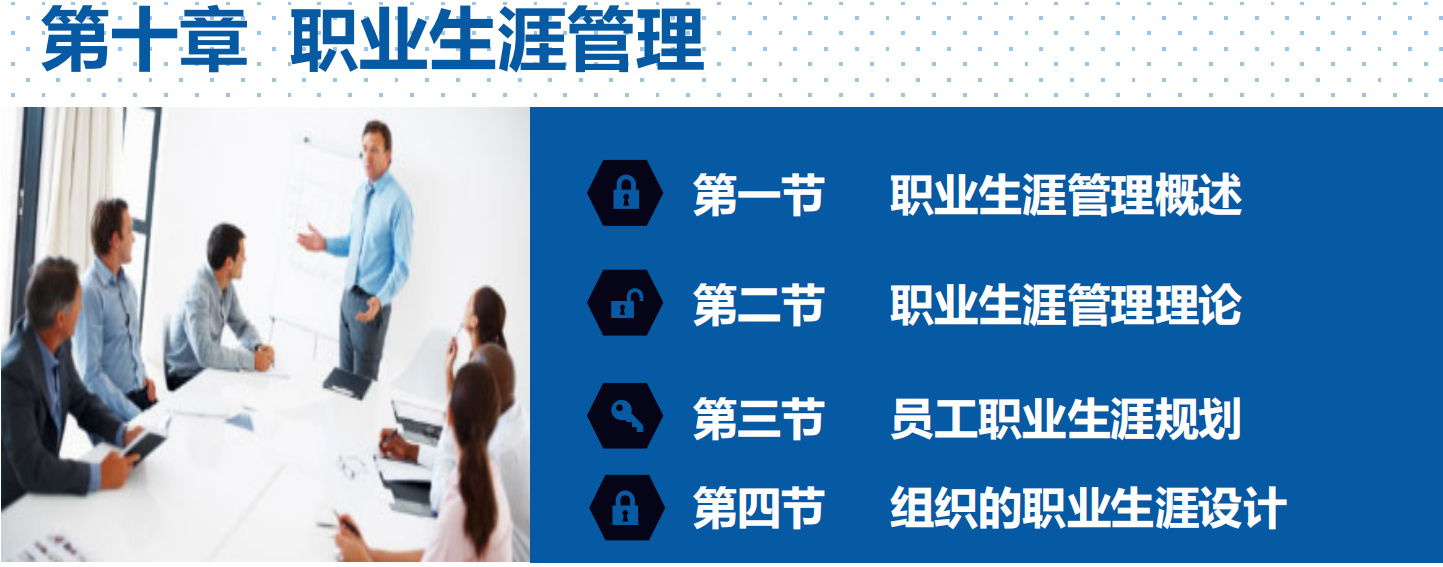 第十章 职业生涯管理
第一节 职业生涯管理概述
第二节 职业生涯管理理论
第三节 员工职业生涯规划
第四节 组织的职业生涯设计